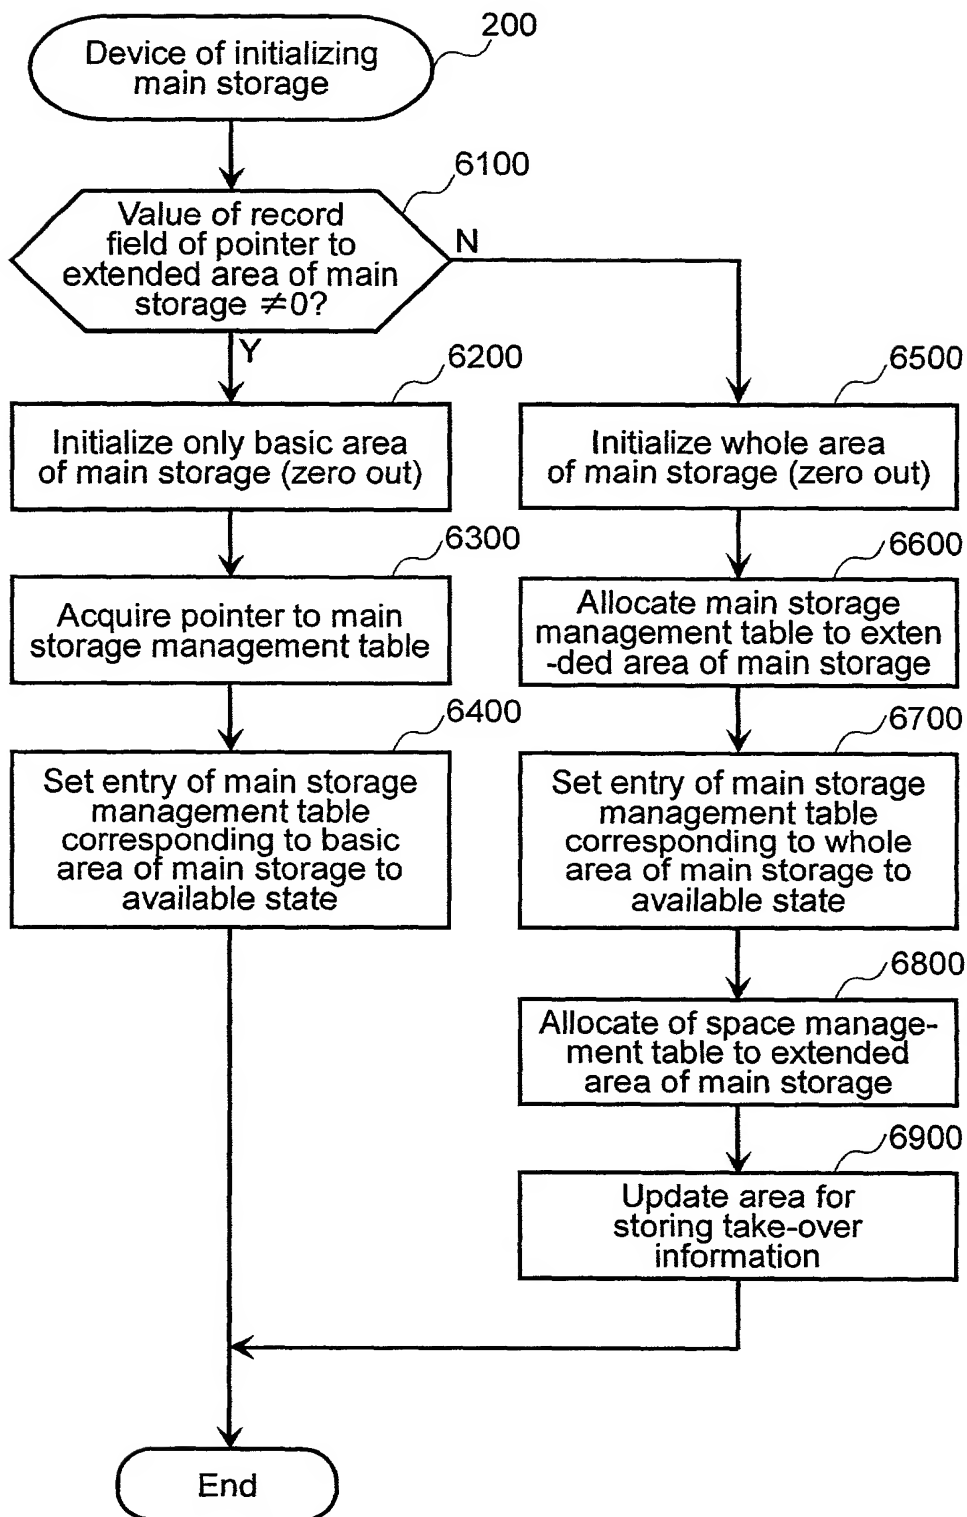 Device of initializing
main storage
200
6100
Value of record
field of pointer to
extended area of main
storage ≠0?
N
Y
6200
Initialize only basic area
of main storage (zero out)
6300
Acquire pointer to main
storage management table
6400
Set entry of main storage
management table
corresponding to basic
area of main storage to
available state
6500
Initialize whole area
of main storage (zero out)
6600
Allocate main storage
management table to exten
-ded area of main storage
6700
Set entry of main storage
management table
corresponding to whole
area of main storage to
available state
6800
Allocate of space manage-
ment table to extended
area of main storage
6900
Update area for
storing take-over
information
End